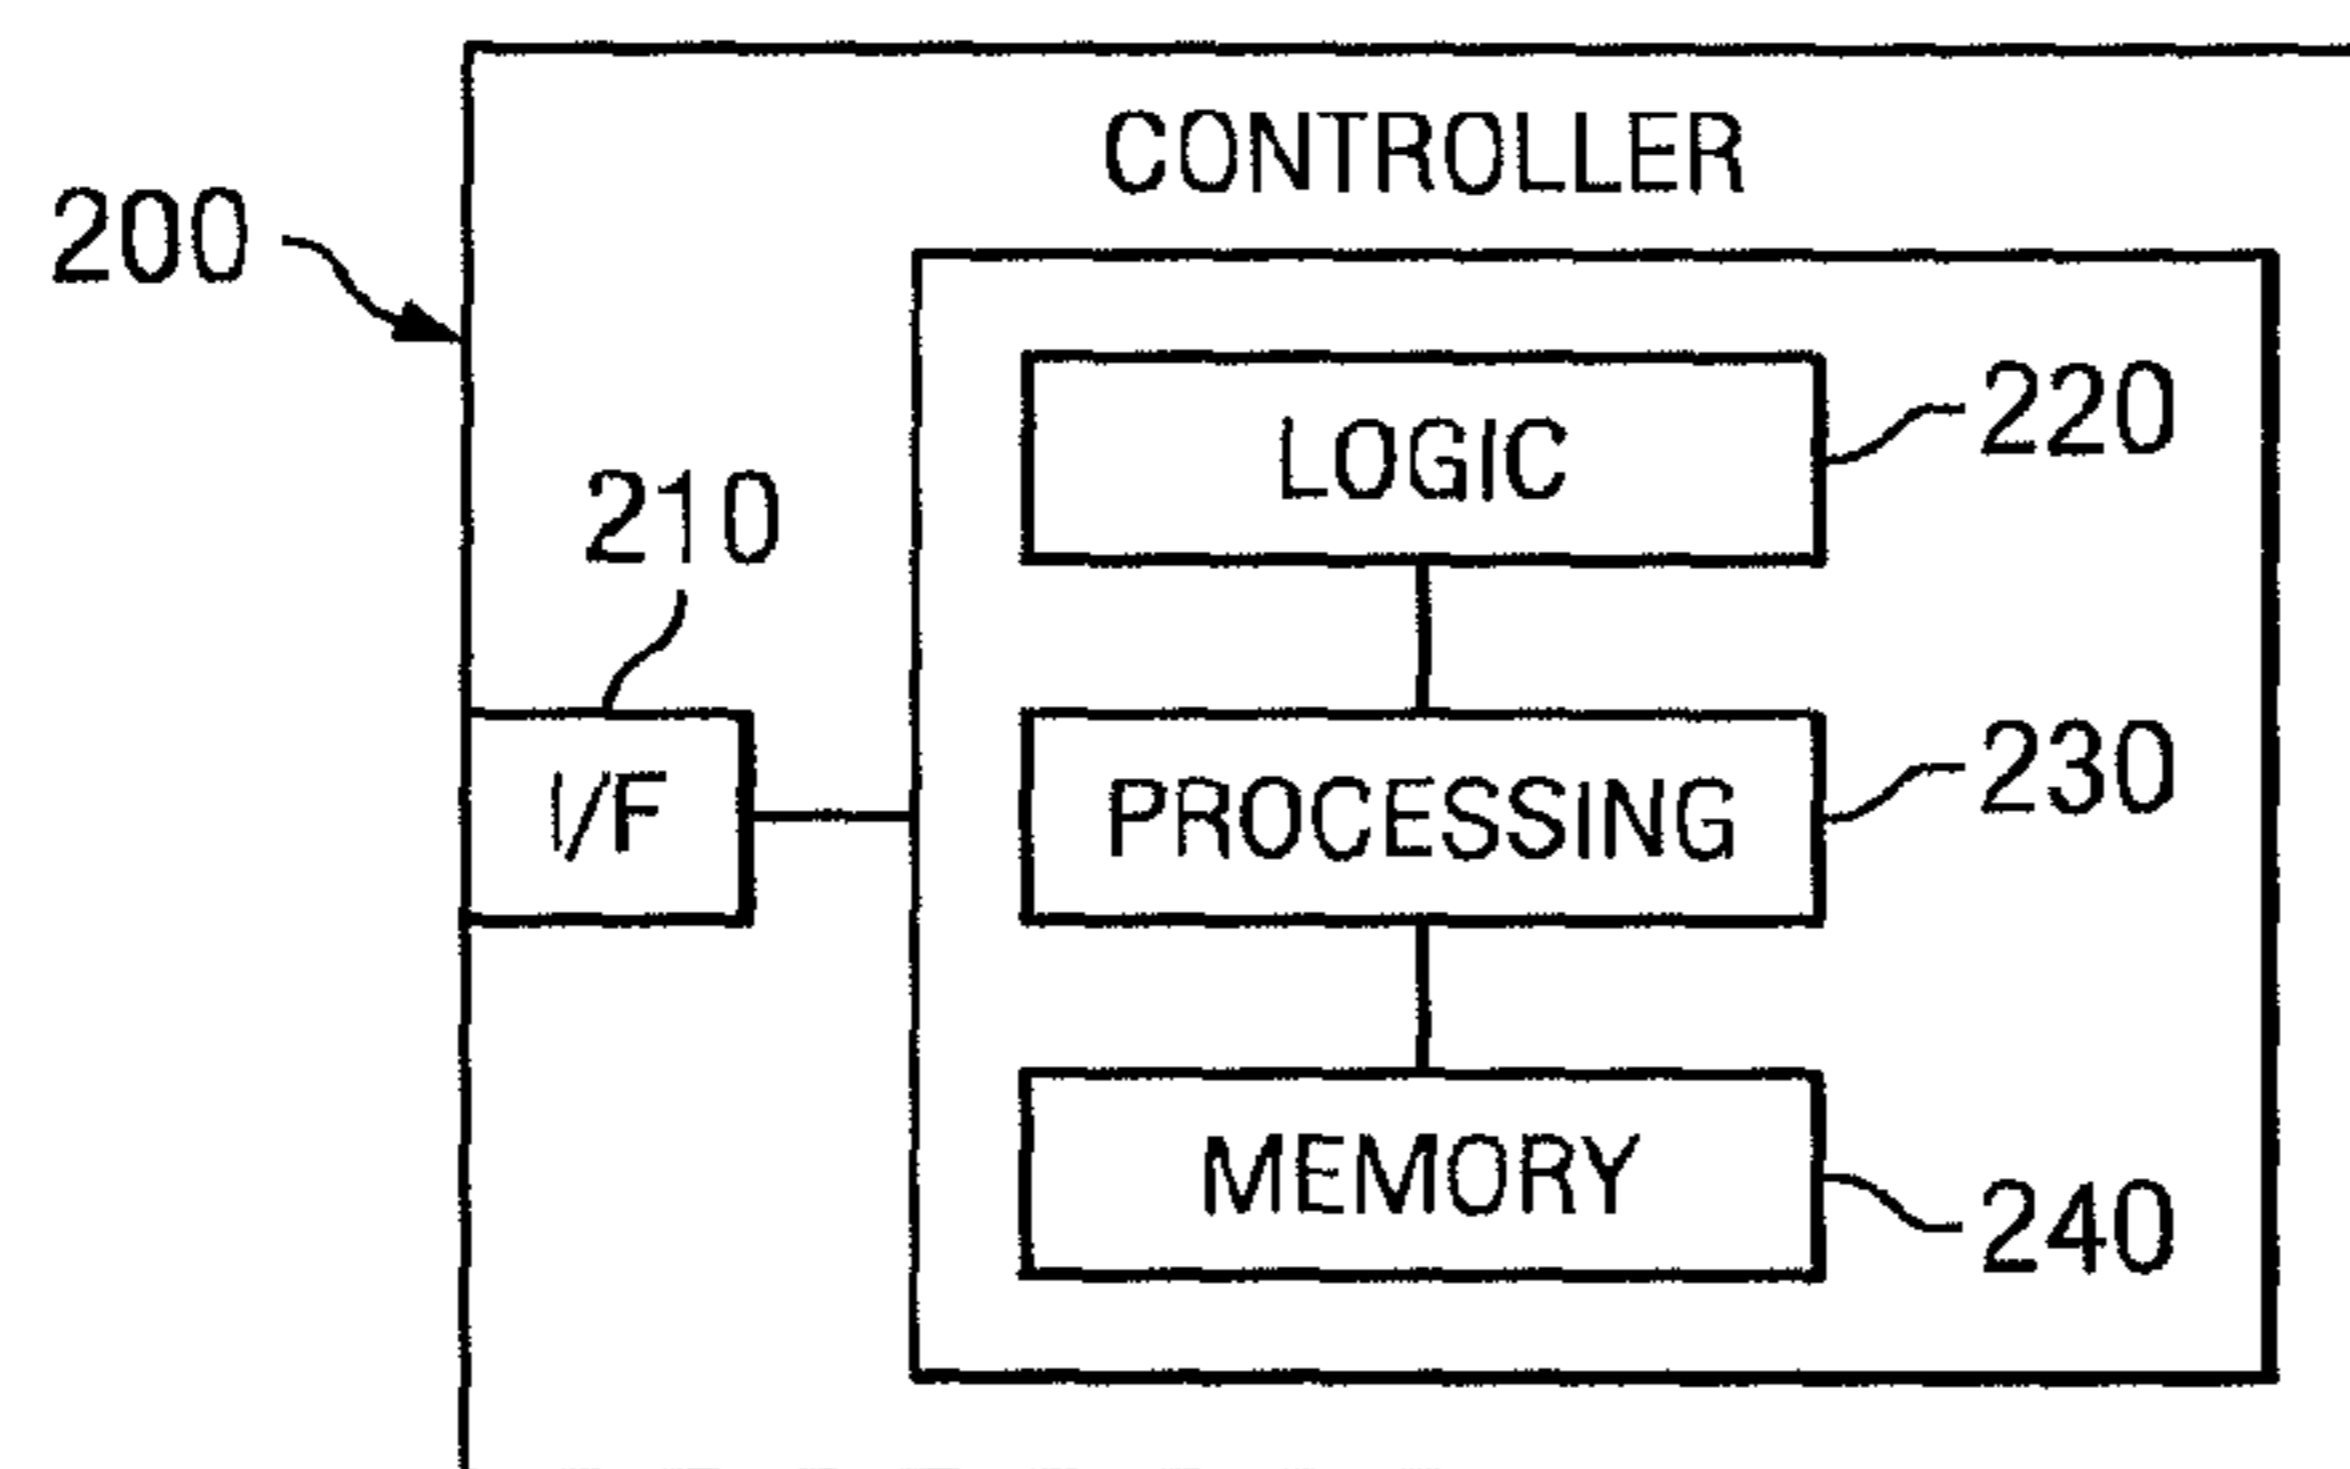 CONTROLLER
200
LOGIC
220
210
I/F
PROCESSING
230
MEMORY
240